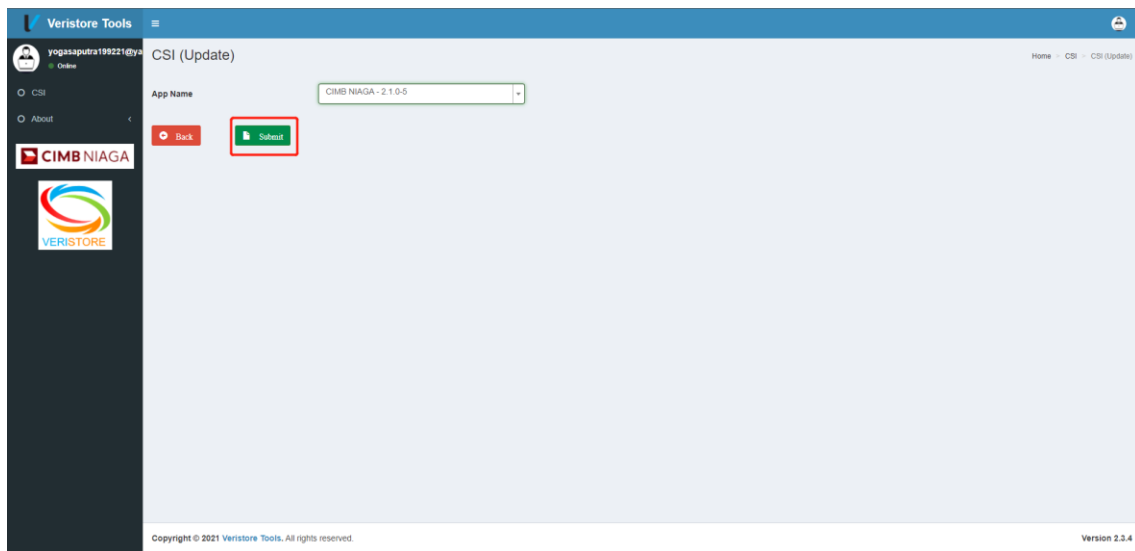 Veristore Tools
yogasaputra199221@ya
Online
CSI (Update)
Home > CSI > CSI (Update)
CSI
App Name
CIMB NIAGA - 2.1.0-5
About
Back
Submit
CIMB NIAGA
VERISTORE
Copyright © 2021 Veristore Tools. All rights reserved.
Version 2.3.4